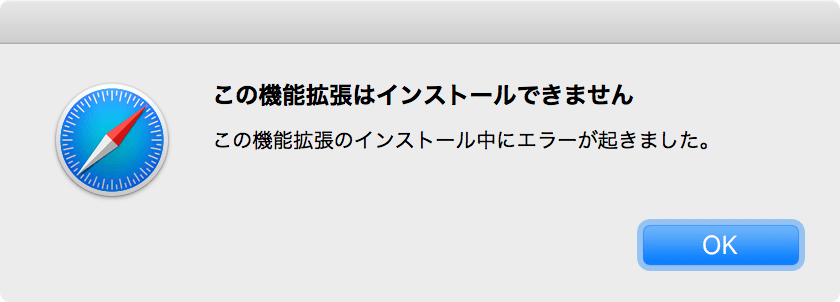 この機能拡張はインストールできません
この機能拡張のインストール中にエラーが起きました。
OK